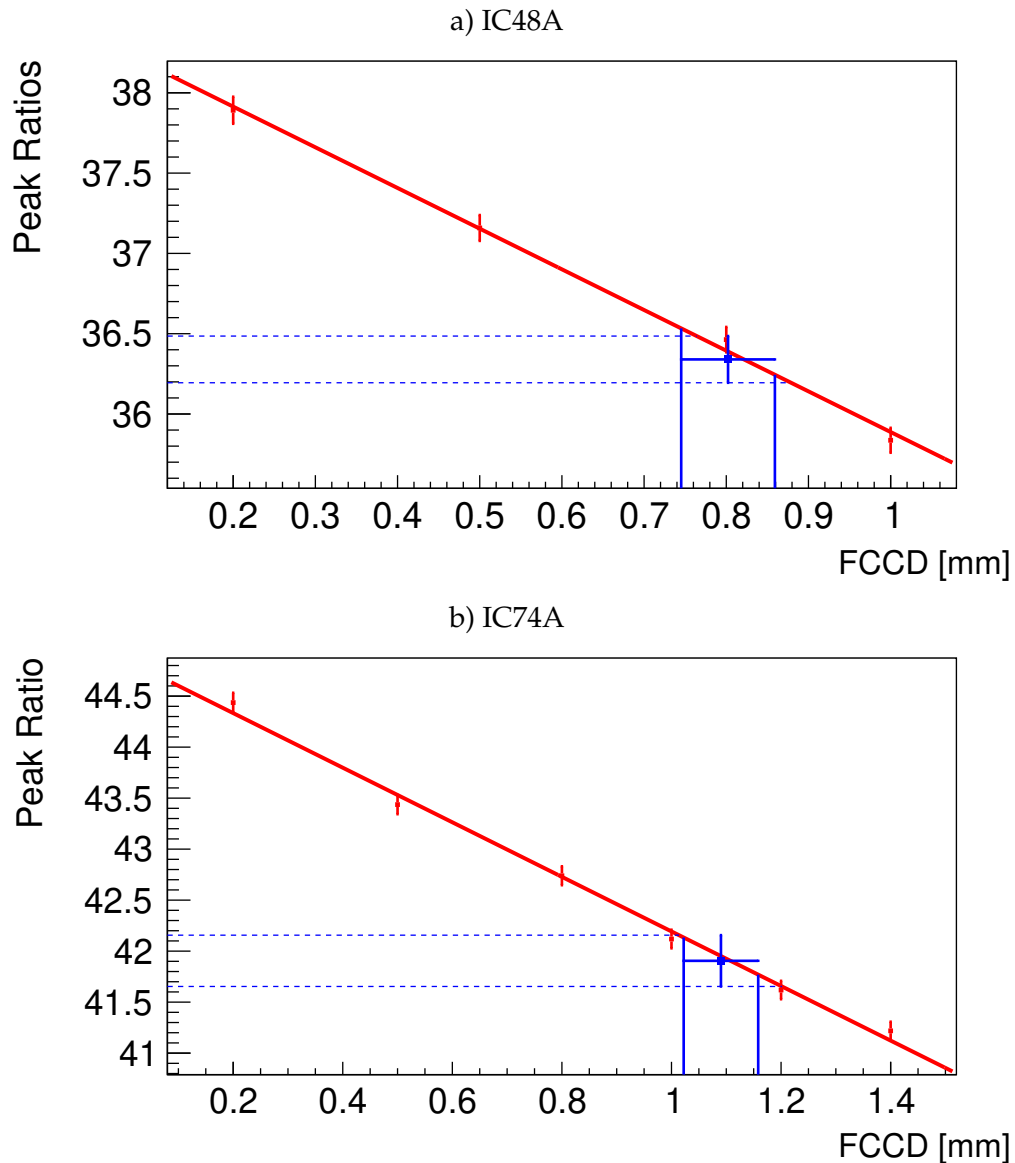 a) IC48A
Peak Ratios
38
37.5
37
36.5
36
0.2 0.3 0.4 0.5 0.6 0.7 0.8 0.9 1
FCCD [mm]
b) IC74A
Peak Ratio
44.5
44
43.5
43
42.5
42
41.5
41
0.2 0.4 0.6 0.8 1 1.2 1.4
FCCD [mm]